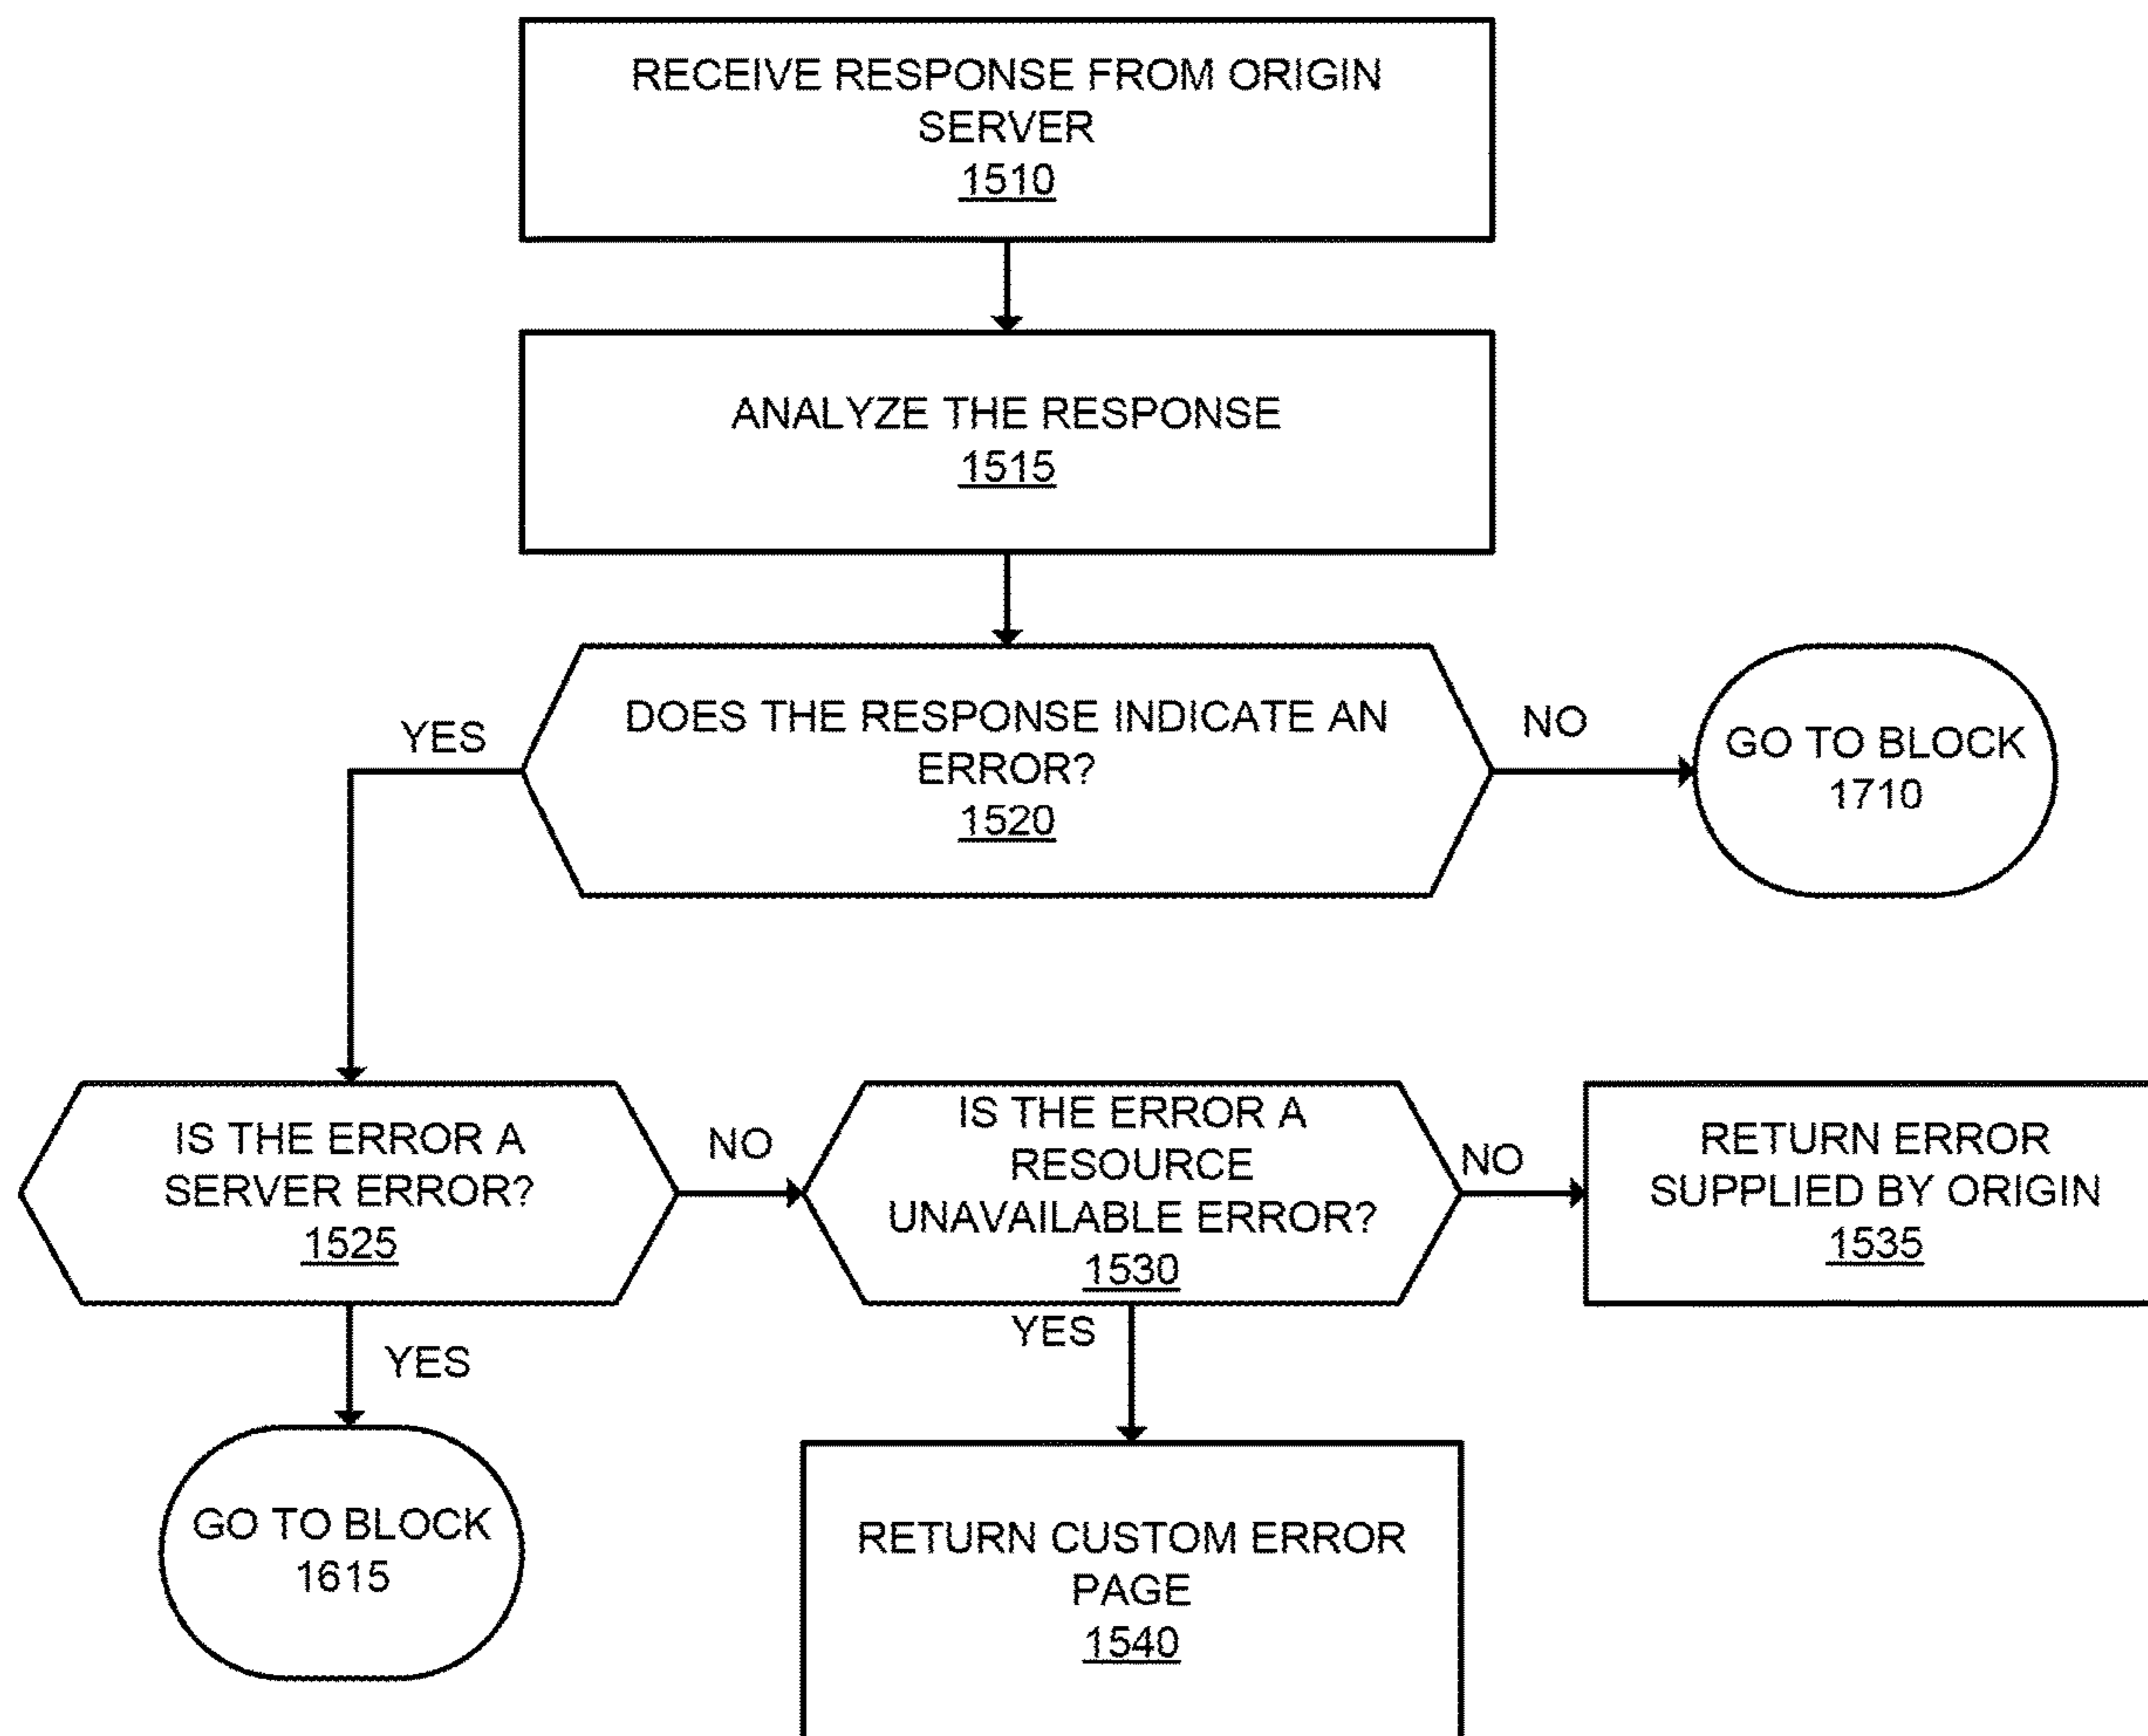 RECEIVE RESPONSE FROM ORIGIN
SERVER
1510
ANALYZE THE RESPONSE
1515
DOES THE RESPONSE INDICATE AN
ERROR?
1520
YES
NO
GO TO BLOCK
1710
IS THE ERROR A
SERVER ERROR?
1525
NO
IS THE ERROR A
RESOURCE
UNAVAILABLE ERROR?
1530
NO
RETURN ERROR
SUPPLIED BY ORIGIN
1535
YES
GO TO BLOCK
1615
YES
RETURN CUSTOM ERROR
PAGE
1540